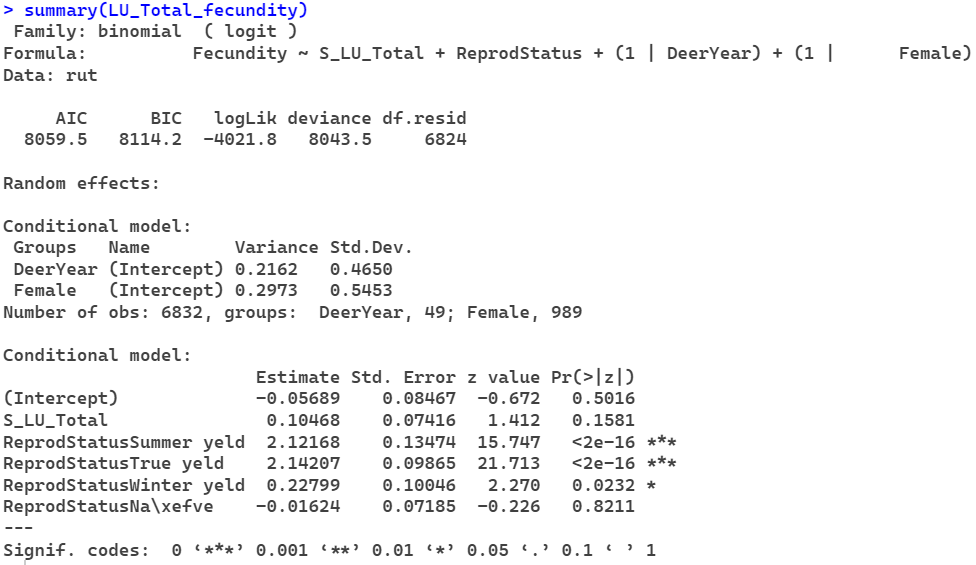 > summary(LU_Total_fecundity)
 Family: binomial  ( logit )
Formula:          Fecundity ~ S_LU_Total + ReprodStatus + (1 | DeerYear) + (1 |      Female)
Data: rut
     AIC      BIC   logLik deviance df.resid
  8059.5   8114.2  -4021.8   8043.5     6824
Random effects:
Conditional model:
 Groups   Name        Variance Std.Dev.
 DeerYear (Intercept) 0.2162   0.4650
 Female   (Intercept) 0.2973   0.5453
Number of obs: 6832, groups:  DeerYear, 49; Female, 989
Conditional model:
                         Estimate Std. Error z value Pr(>|z|)
(Intercept)              -0.05689    0.08467  -0.672   0.5016
S_LU_Total                0.10468    0.07416   1.412   0.1581
ReprodStatusSummer yeld  2.12168    0.13474  15.747   <2e-16 ***
ReprodStatusTrue yeld    2.14207    0.09865  21.713   <2e-16 ***
ReprodStatusWinter yeld  0.22799    0.10046   2.270   0.0232 *
ReprodStatusNa\xefve    -0.01624    0.07185  -0.226   0.8211
---
Signif. codes:  0 ‘***’ 0.001 ‘**’ 0.01 ‘*’ 0.05 ‘.’ 0.1 ‘ ’ 1